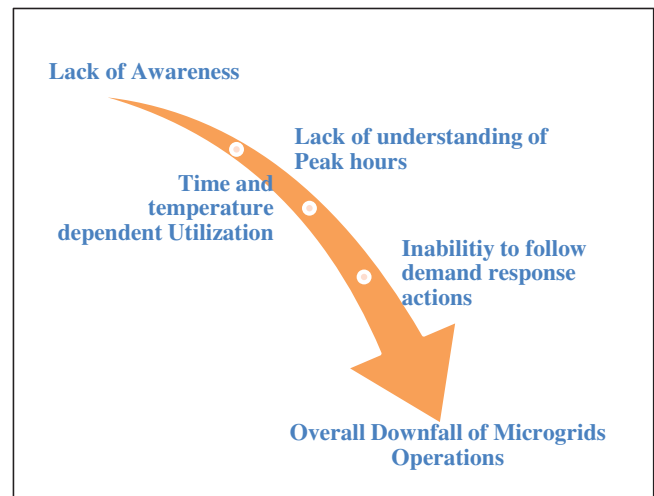 Lack of Awareness
Lack of understanding of
Peak hours
Time and
temperature
dependent Utilization
Inabilitiy to follow
demand response
actions
Overall Downfall of Microgrids
Operations